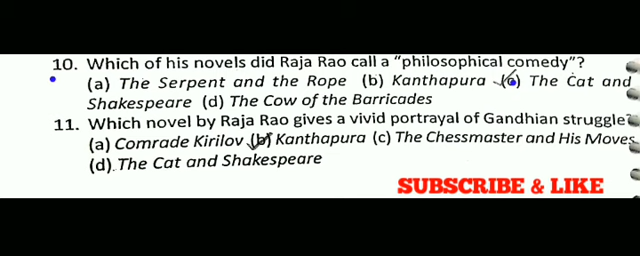 10. Which of his novels did Raja Rao call a "philosophical comedy"?
(a) The Serpent and the Rope (b) Kanthapura (c) The Cat and
Shakespeare (d) The Cow of the Barricades
11. Which novel by Raja Rao gives a vivid portrayal of Gandhian struggle?
(a) Comrade Kirilov (b) Kanthapura (c) The Chessmaster and His Moves
(d) The Cat and Shakespeare
SUBSCRIBE & LIKE